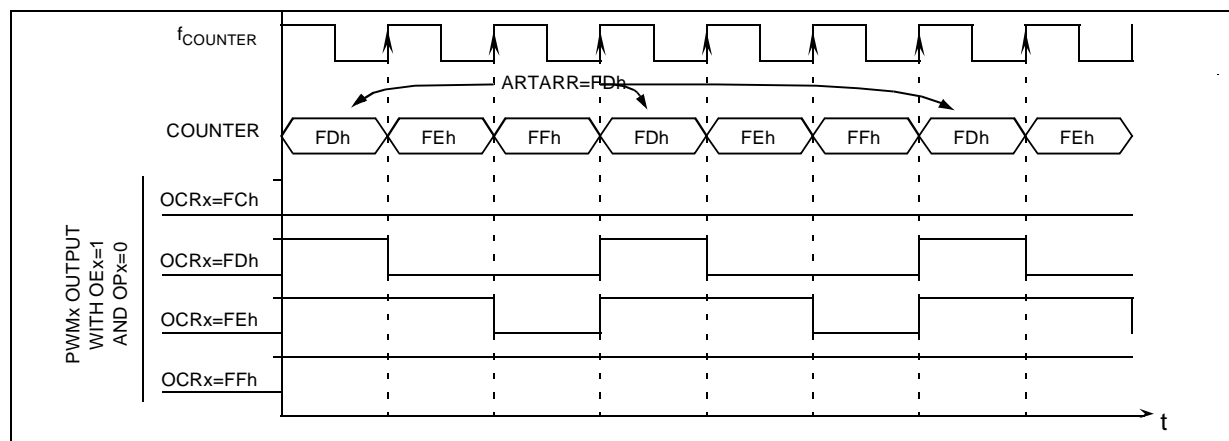 fCOUNTER
ARTARR=FDh
COUNTER
FDh FEh FFh FDh FEh FFh FDh FEh
PWMx OUTPUT
WITH OEx=1
AND OPx=0
OCRx=FCh
OCRx=FDh
OCRx=FEh
OCRx=FFh
t